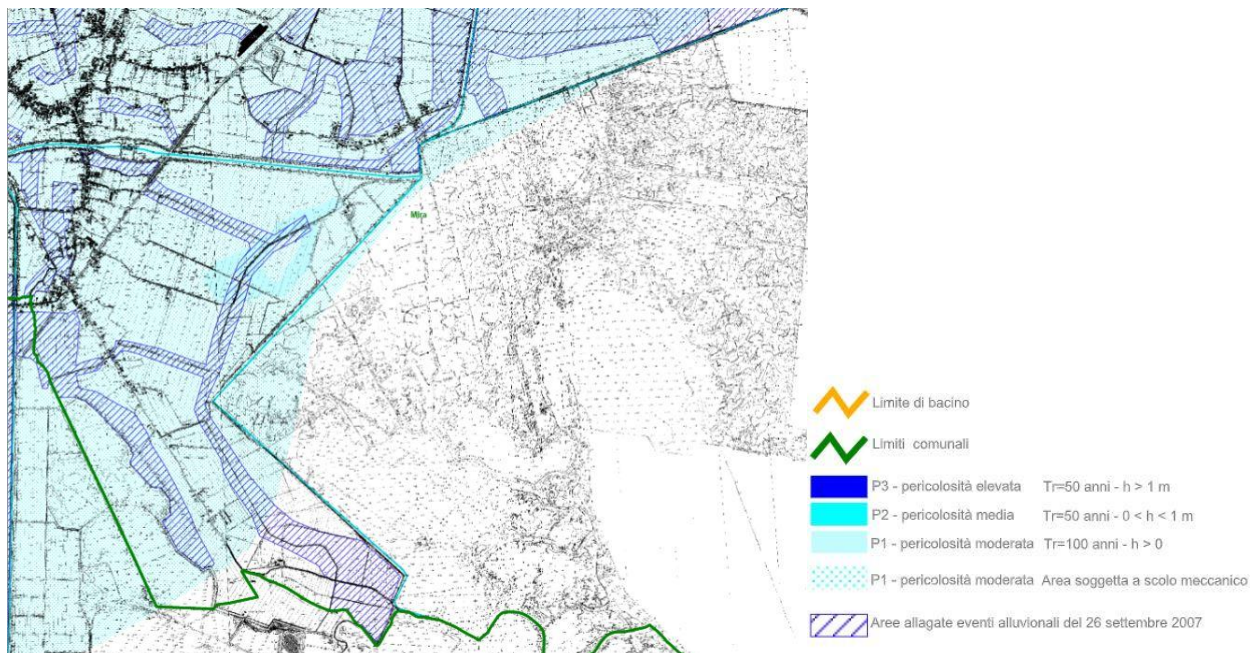 Mira
Limite di bacino
Limiti comunali
P3 - pericolosità elevata Tr=50 anni - h > 1 m
P2 - pericolosità media Tr=50 anni - 0 < h < 1 m
P1 - pericolosità moderata Tr=100 anni - h > 0
P1 - pericolosità moderata Area soggetta a scolo meccanico
Aree allagate eventi alluvionali del 26 settembre 2007